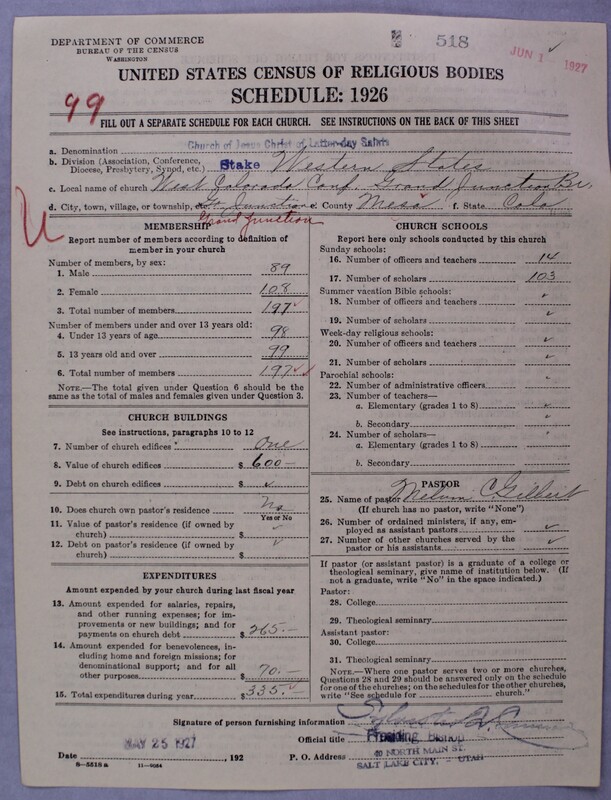 DEPARTMENT OF COMMERCE
BUREAU OF THE CENSUS
WASHINGTON
518
JUN 1 1927
UNITED STATES CENSUS OF RELIGIOUS BODIES
SCHEDULE: 1926
99
FILL OUT A SEPARATE SCHEDULE FOR EACH CHURCH. SEE INSTRUCTIONS ON THE BACK OF THIS SHEET
a. Denomination Church of Jesus Christ of Latter-day Saints
b. Division (Association, Conference, Diocese, Presbytery, Synod, etc.) Stake Western States
c. Local name of church West Colorado Conf. Grand Junction Br.
d. City, town, village, or township, Junction e. County Mesa f. State Colo
Grand Junction
MEMBERSHIP
Report number of members according to definition of
member in your church
Number of members, by sex:
1. Male 89
2. Female 108
3. Total number of members 197
Number of members under and over 13 years old:
4. Under 13 years of age 98
5. 13 years old and over 99
6. Total number of members 197
NOTE.—The total given under Question 6 should be
same as the total of males and females given under Question 3.
CHURCH BUILDINGS
See instructions, paragraphs 10 to 12
7. Number of church edifices One
8. Value of church edifices $ 600—
9. Debt on church edifices $
10. Does church own pastor's residence? No
Yes or No
11. Value of pastor's residence (if owned by
church) $
12. Debt on pastor's residence (if owned by
church) $
EXPENDITURES
Amount expended by your church during last fiscal year
13. Amount expended for salaries, repairs,
and other running expenses; for im-
provements or new buildings; and for
payments on church debt $ 265.—
14. Amount expended for benevolences, in-
cluding home and foreign missions; for
denominational support; and for all
other purposes $ 70.—
15. Total expenditures during year $ 335.—
CHURCH SCHOOLS
Report here only schools conducted by this church
Sunday schools:
16. Number of officers and teachers 14
17. Number of scholars 103
Summer vacation Bible schools:
18. Number of officers and teachers
19. Number of scholars
Week-day religious schools:
20. Number of officers and teachers
21. Number of scholars
Parochial schools:
22. Number of administrative officers
23. Number of teachers—
a. Elementary (grades 1 to 8)
b. Secondary
24. Number of scholars—
a. Elementary (grades 1 to 8)
b. Secondary
PASTOR
25. Name of pastor Melvin C. Gilbert
(If church has no pastor, write "None")
26. Number of ordained ministers, if any, em-
ployed as assistant pastors
27. Number of other churches served by the
pastor or his assistants
If pastor (or assistant pastor) is a graduate of a college or
theological seminary, give name of institution below. (If
not a graduate, write "No" in the space indicated.)
Pastor:
28. College
29. Theological seminary
Assistant pastor:
30. College
31. Theological seminary
NOTE.—Where one pastor serves two or more churches,
Questions 28 and 29 should be answered only on the schedule
for one of the churches; on the schedules for the other churches,
write "See schedule for church."
Signature of person furnishing information
Official title Presiding Bishop
Date MAY 25 1927, 192 P. O. Address 40 NORTH MAIN ST.
SALT LAKE CITY, - UTAH
8—5518 a 11—9084